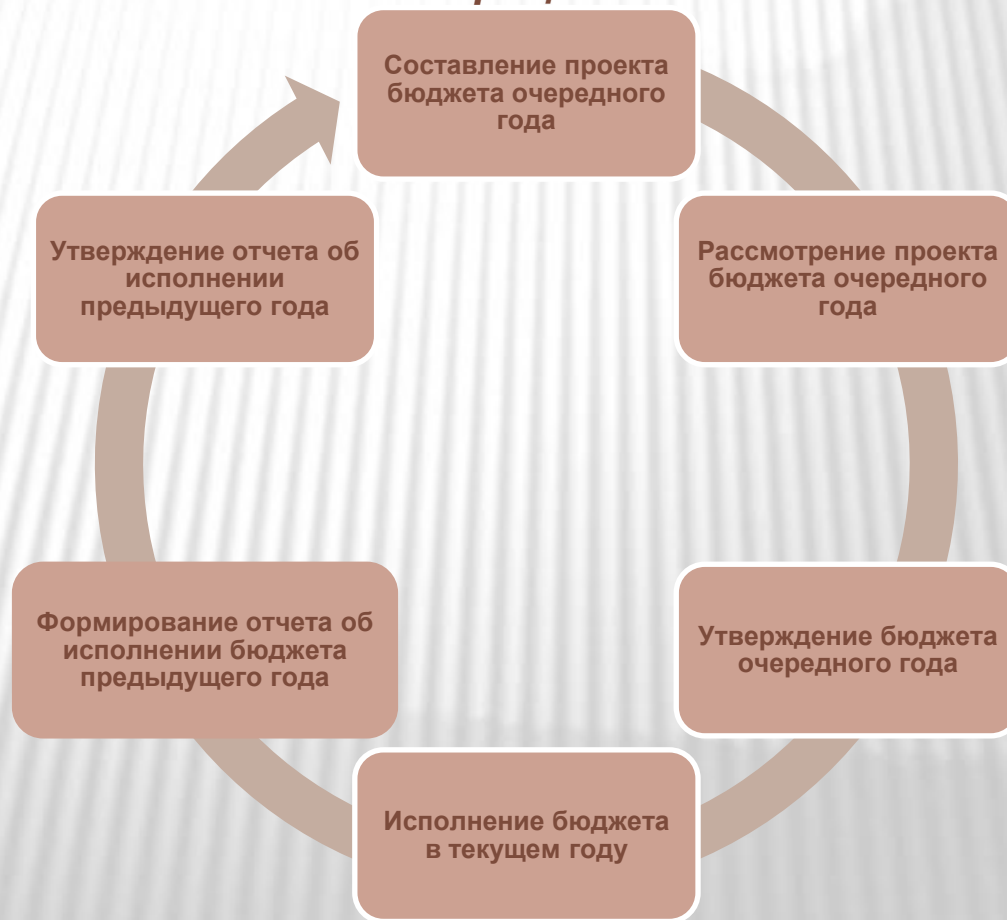 Составление проекта
бюджета очередного
года
Рассмотрение проекта
бюджета очередного
года
Утверждение бюджета
очередного года
Исполнение бюджета
в текущем году
Формирование отчета об
исполнении бюджета
предыдущего года
Утверждение отчета об
исполнении
предыдущего года